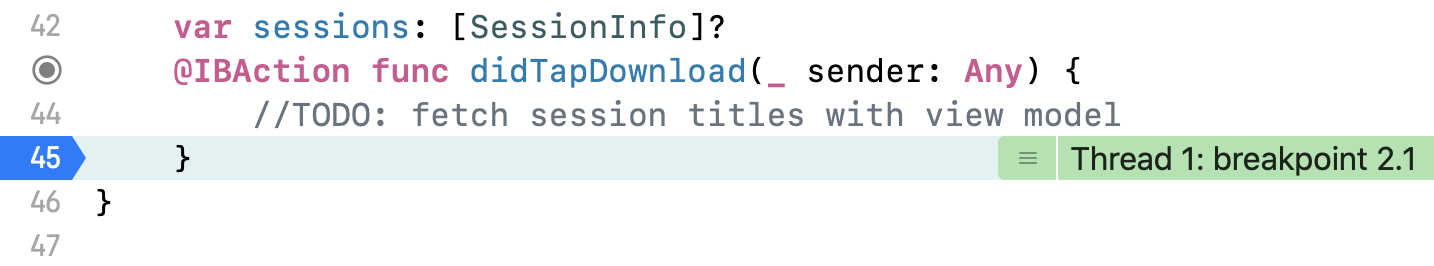 42 var sessions: [SessionInfo]?
@IBAction func didTapDownload(_ sender: Any) {
44 //TODO: fetch session titles with view model
45 } Thread 1: breakpoint 2.1
46 }
47